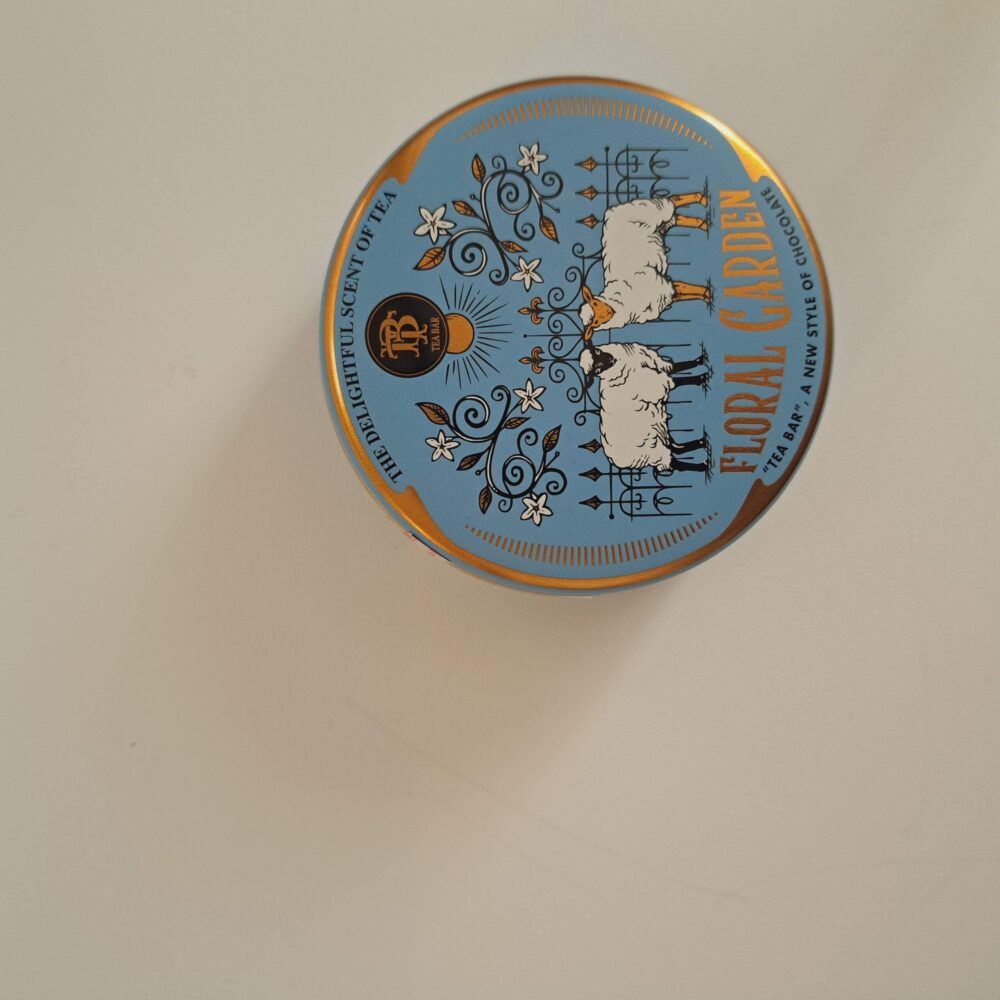 THE DELIGHTFUL SCENT OF TEA
TB
TEA BAR
FLORAL GARDEN
"TEA BAR", A NEW STYLE OF CHOCOLATE